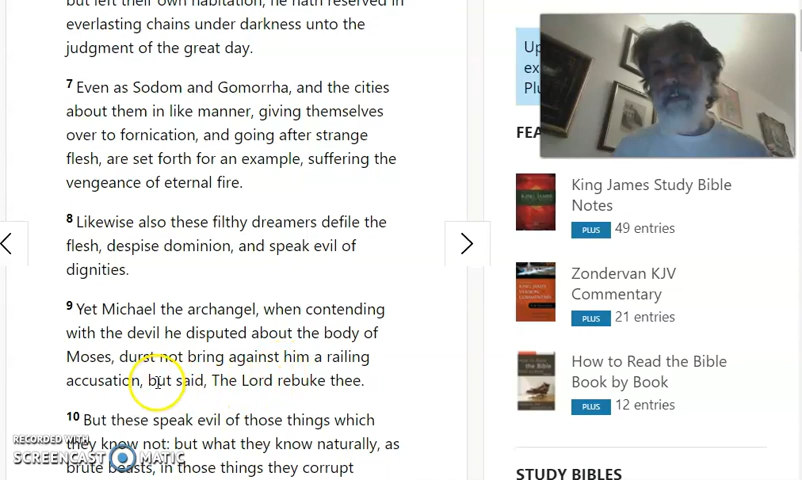 but left their own habitation, he hath reserved in
everlasting chains under darkness unto the
judgment of the great day.
7 Even as Sodom and Gomorrha, and the cities
about them in like manner, giving themselves
over to fornication, and going after strange
flesh, are set forth for an example, suffering the
vengeance of eternal fire.
8 Likewise also these filthy dreamers defile the
flesh, despise dominion, and speak evil of
dignities.
9 Yet Michael the archangel, when contending
with the devil he disputed about the body of
Moses, durst not bring against him a railing
accusation, but said, The Lord rebuke thee.
10 But these speak evil of those things which
they know not: but what they know naturally, as
brute beasts, in those things they corrupt
RECORDED WITH
SCREENCAST MATIC
Up
ex
Plu
FEA
King James Study Bible
Notes
PLUS 49 entries
Zondervan KJV
Commentary
PLUS 21 entries
How to Read the Bible
Book by Book
PLUS 12 entries
STUDY BIBLES